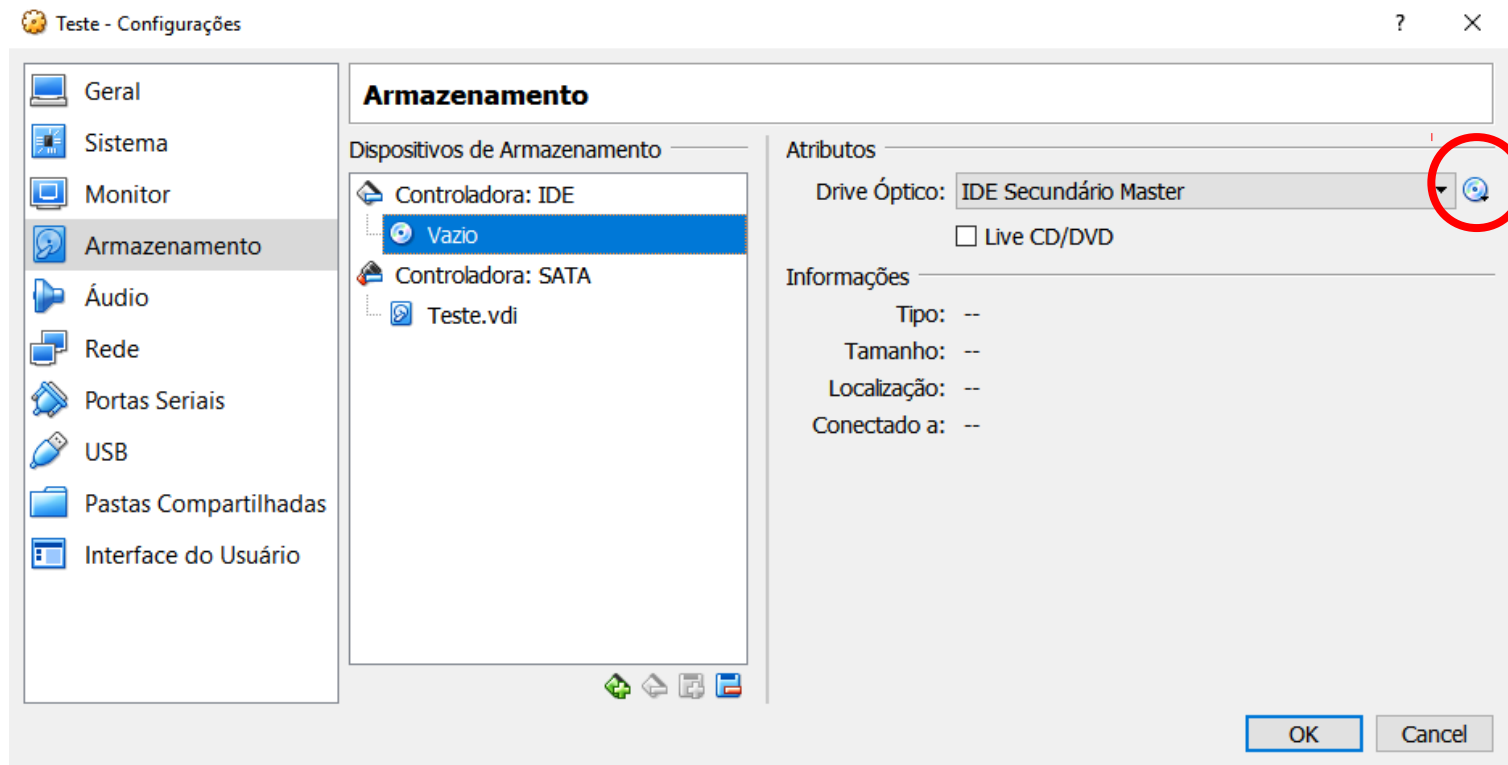 Teste - Configurações
?
Geral
Sistema
Monitor
Armazenamento
Áudio
Rede
Portas Seriais
USB
Pastas Compartilhadas
Interface do Usuário
Armazenamento
Dispositivos de Armazenamento
Controladora: IDE
Vazio
Controladora: SATA
Teste.vdi
Atributos
Drive Óptico: IDE Secundário Master
Live CD/DVD
Informações
Tipo: --
Tamanho: --
Localização: --
Conectado a: --
OK
Cancel